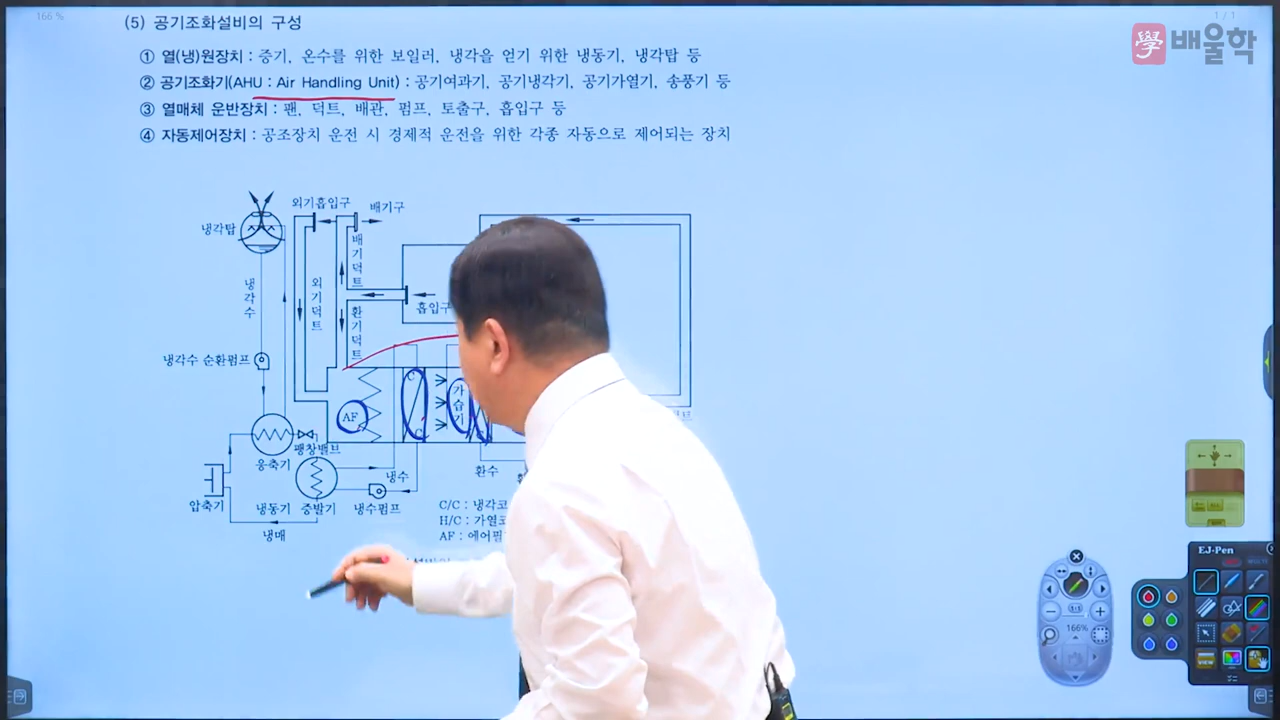 166 %
1 / 1
(5) 공기조화설비의 구성
學 배울학
① 열(냉)원장치 : 증기, 온수를 위한 보일러, 냉각을 얻기 위한 냉동기, 냉각탑 등
② 공기조화기(AHU : Air Handling Unit) : 공기여과기, 공기냉각기, 공기가열기, 송풍기 등
③ 열매체 운반장치 : 팬, 덕트, 배관, 펌프, 토출구, 흡입구 등
④ 자동제어장치 : 공조장치 운전 시 경제적 운전을 위한 각종 자동으로 제어되는 장치
외기흡입구
배기구
냉각탑
배기덕트
냉각수
외기덕트
흡입구
환기덕트
냉각수 순환펌프
C
AF
가습기
C
팽창밸브
응축기
환수
냉수
압축기
냉동기
증발기
냉수펌프
C/C : 냉각코
H/C : 가열코
AF : 에어필
냉매
EJ-Pen
166%